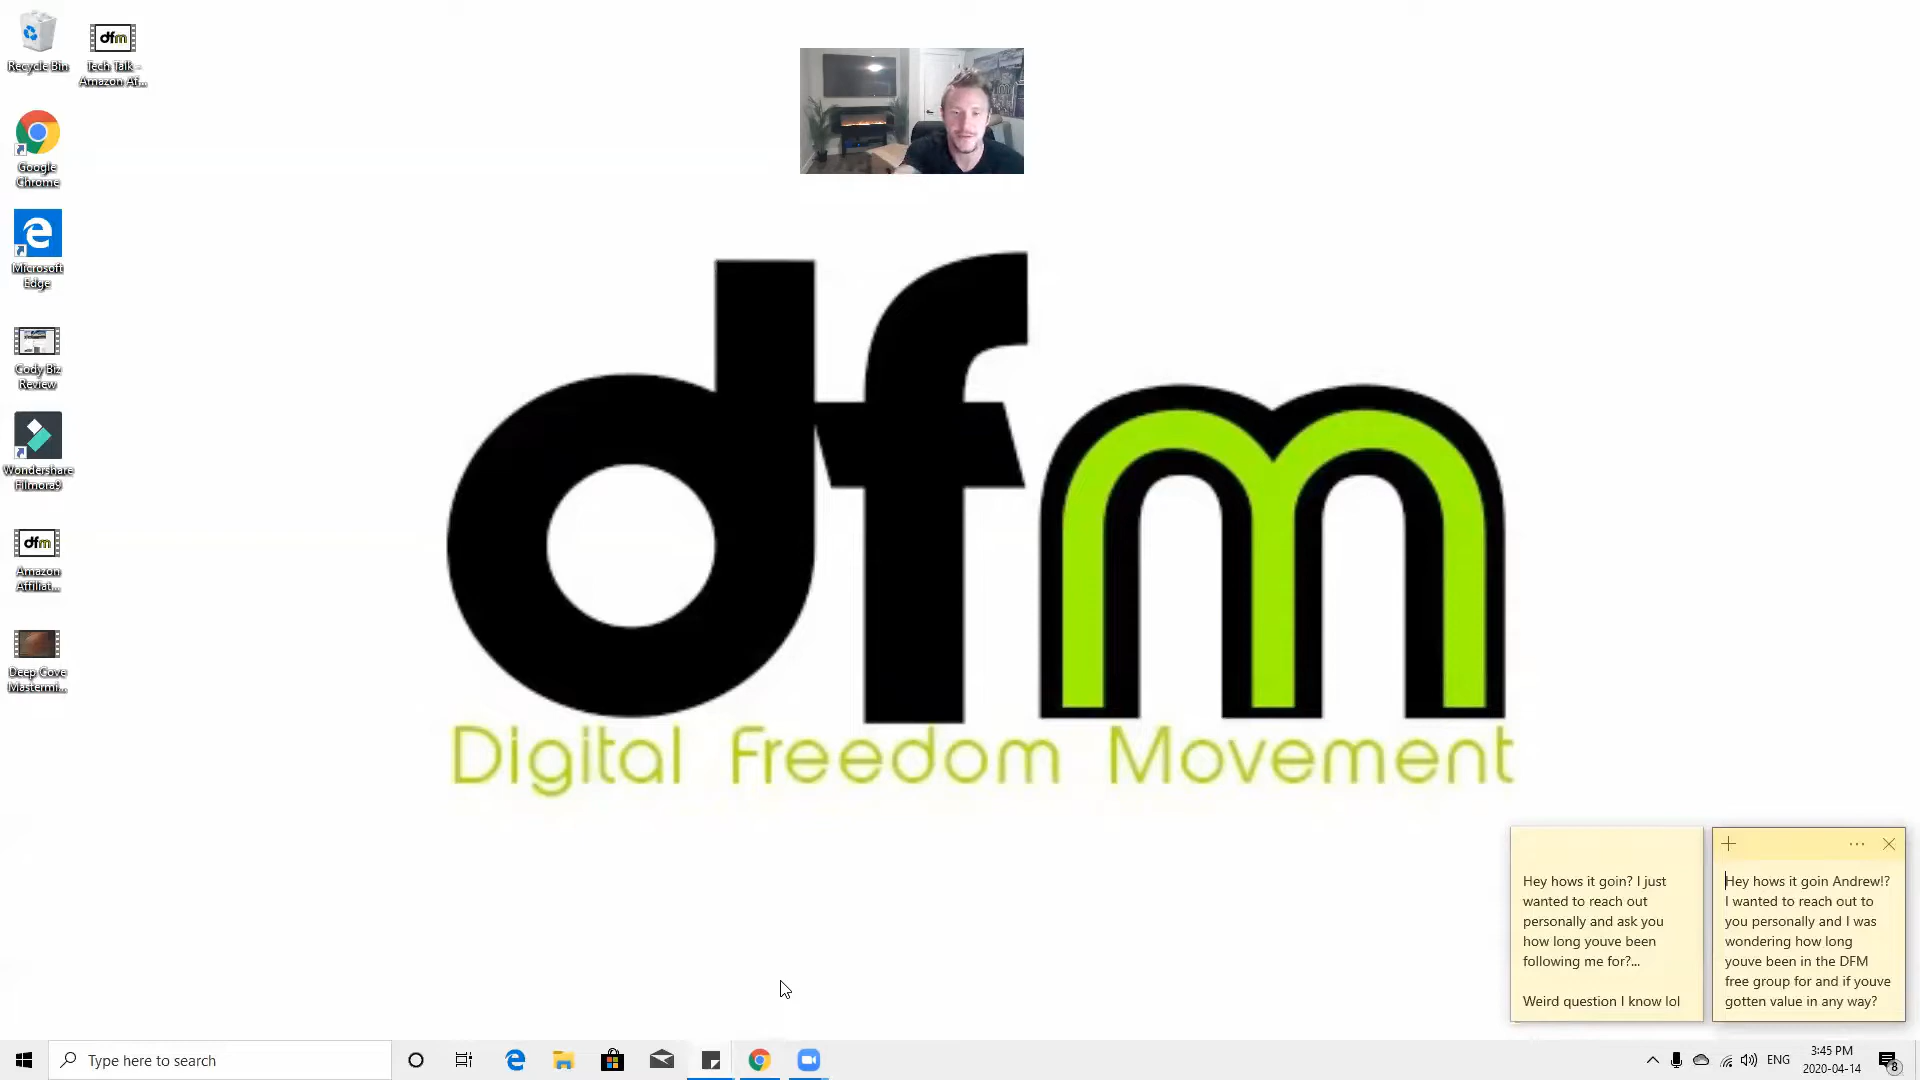 Recycle Bin
dfm
Tech Talk -
Amazon Af...
Google
Chrome
Microsoft
Edge
Cody Biz
Review
Wondershare
Filmora9
dfm
Amazon
Affiliat...
Deep Cove
Mastermi...
dfm
Digital Freedom Movement
Hey hows it goin? I just
wanted to reach out
personally and ask you
how long youve been
following me for?...
Weird question I know lol
Hey hows it goin Andrew!?
I wanted to reach out to
you personally and I was
wondering how long
youve been in the DFM
free group for and if youve
gotten value in any way?
Type here to search
ENG
3:45 PM
2020-04-14
8